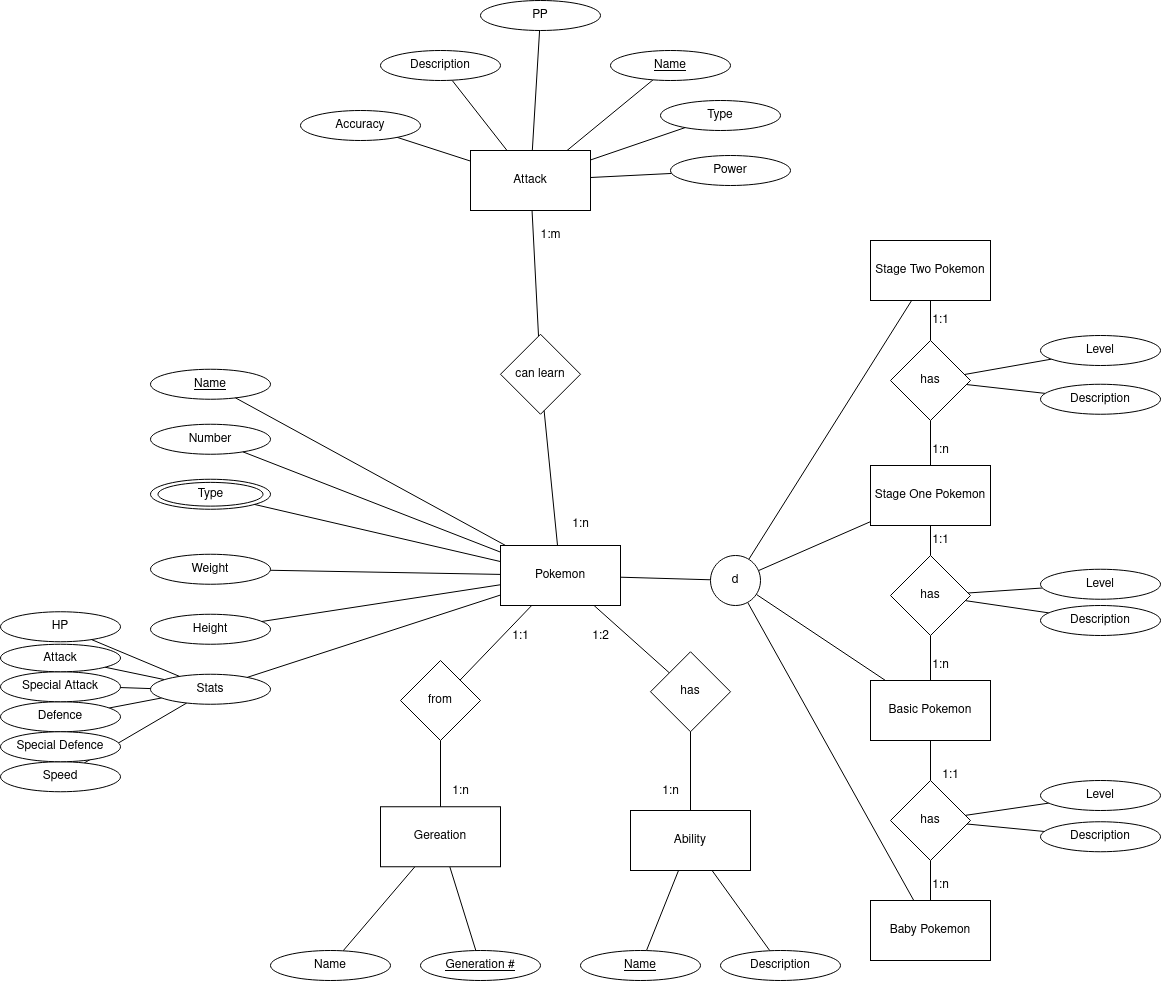 PP
Description
Name
Accuracy
Type
Power
Attack
1:m
Stage Two Pokemon
1:1
Level
can learn
has
Name
Description
Number
1:n
Type
Stage One Pokemon
1:n
1:1
Weight
Pokemon
d
Level
has
Height
Description
HP
1:1
1:2
Attack
1:n
Special Attack
Stats
from
has
Defence
Basic Pokemon
Special Defence
Speed
1:1
1:n
1:n
Level
has
Gereation
Ability
Description
1:n
Baby Pokemon
Name
Generation #
Name
Description